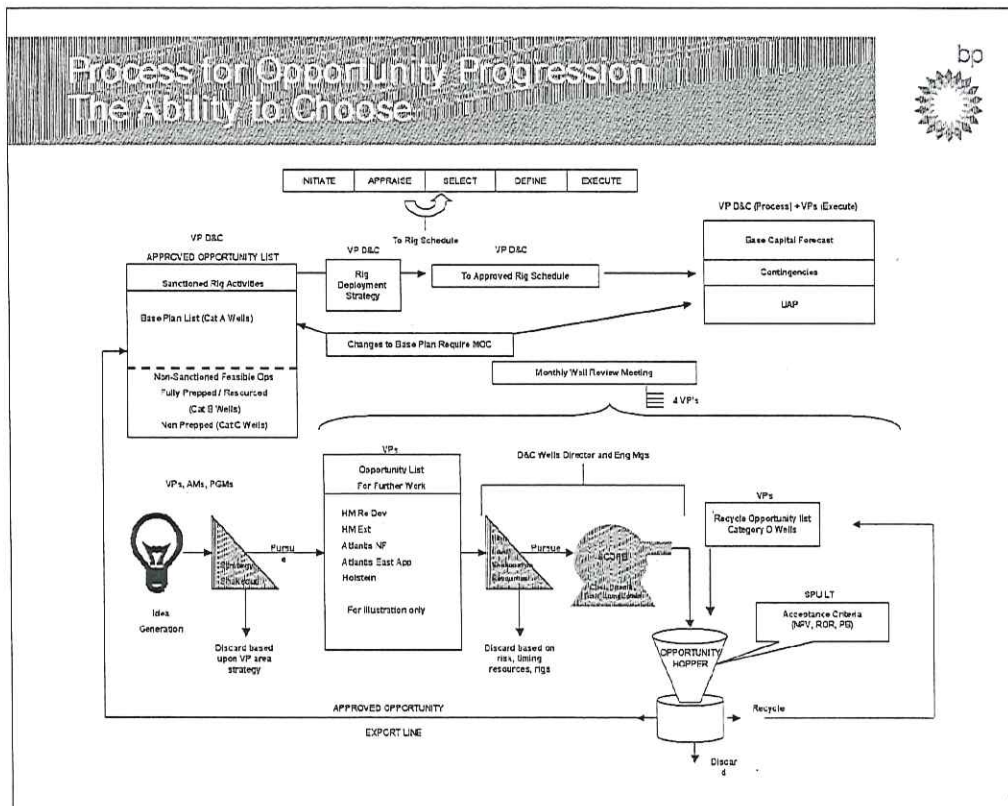 Process for Opportunity Progression
The Ability to Choose
bp
INITIATE
APPRAISE
SELECT
DEFINE
EXECUTE
To Rig Schedule
VP D&C (Process) + VPs (Execute)
Base Capital Forecast
Contingencies
UAP
VP D&C
APPROVED OPPORTUNITY LIST
Sanctioned Rig Activities
Base Plan List (Cat A Wells)
Non-Sanctioned Feasible Ops
Fully Prepped / Resourced
(Cat B Wells)
Non Prepped (Cat C Wells)
VP D&C
Rig
Deployment
Strategy
VP D&C
To Approved Rig Schedule
Changes to Base Plan Require MOC
Monthly Wall Review Meeting
4 VP's
VPs, AMs, PGMs
Idea
Generation
Strategy
Shakeout
Pursu
e
Discard based
upon VP area
strategy
VPs
Opportunity List
For Further Work
HM Re Dev
HM Ext
Atlantis NF
Atlantis East App
Holstein
For Illustration only
D&C Wells Director and Eng Mgs
Resources
Pursue
Discard based on
risk, timing
resources, rigs
SCORE
VPs
Recycle Opportunity list
Category D Wells
SPU LT
Acceptance Criteria
(NPV, ROR, PG)
OPPORTUNITY
HOPPER
Recycle
Discar
d
APPROVED OPPORTUNITY
EXPORT LINE